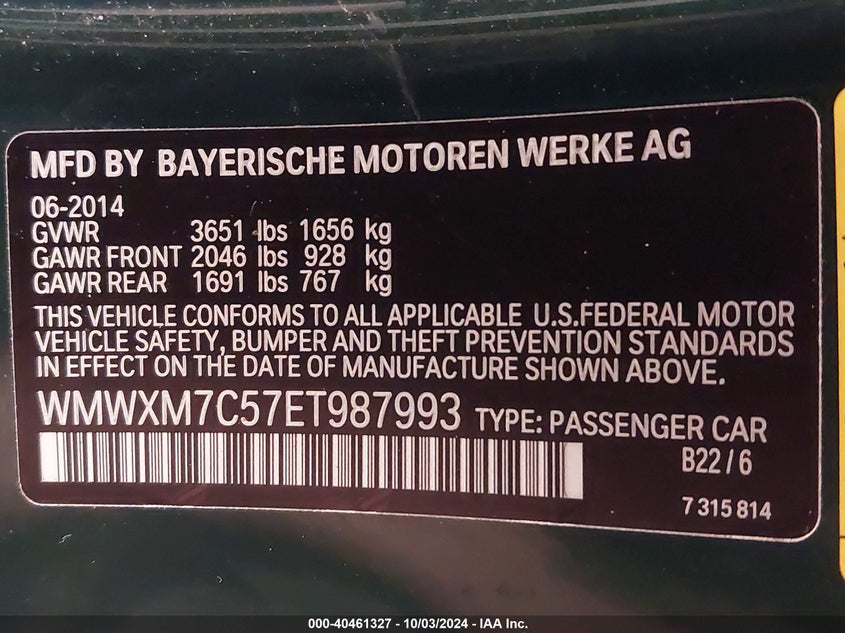 MFD BY BAYERISCHE MOTOREN WERKE AG
06-2014
GVWR 3651 lbs 1656 kg
GAWR FRONT 2046 lbs 928 kg
GAWR REAR 1691 lbs 767 kg
THIS VEHICLE CONFORMS TO ALL APPLICABLE U.S.FEDERAL MOTOR
VEHICLE SAFETY, BUMPER AND THEFT PREVENTION STANDARDS
IN EFFECT ON THE DATE OF MANUFACTURE SHOWN ABOVE.
WMWXM7C57ET987993 TYPE: PASSENGER CAR
B22/6
7 315 814
000-40461327 - 10/03/2024 - IAA Inc.